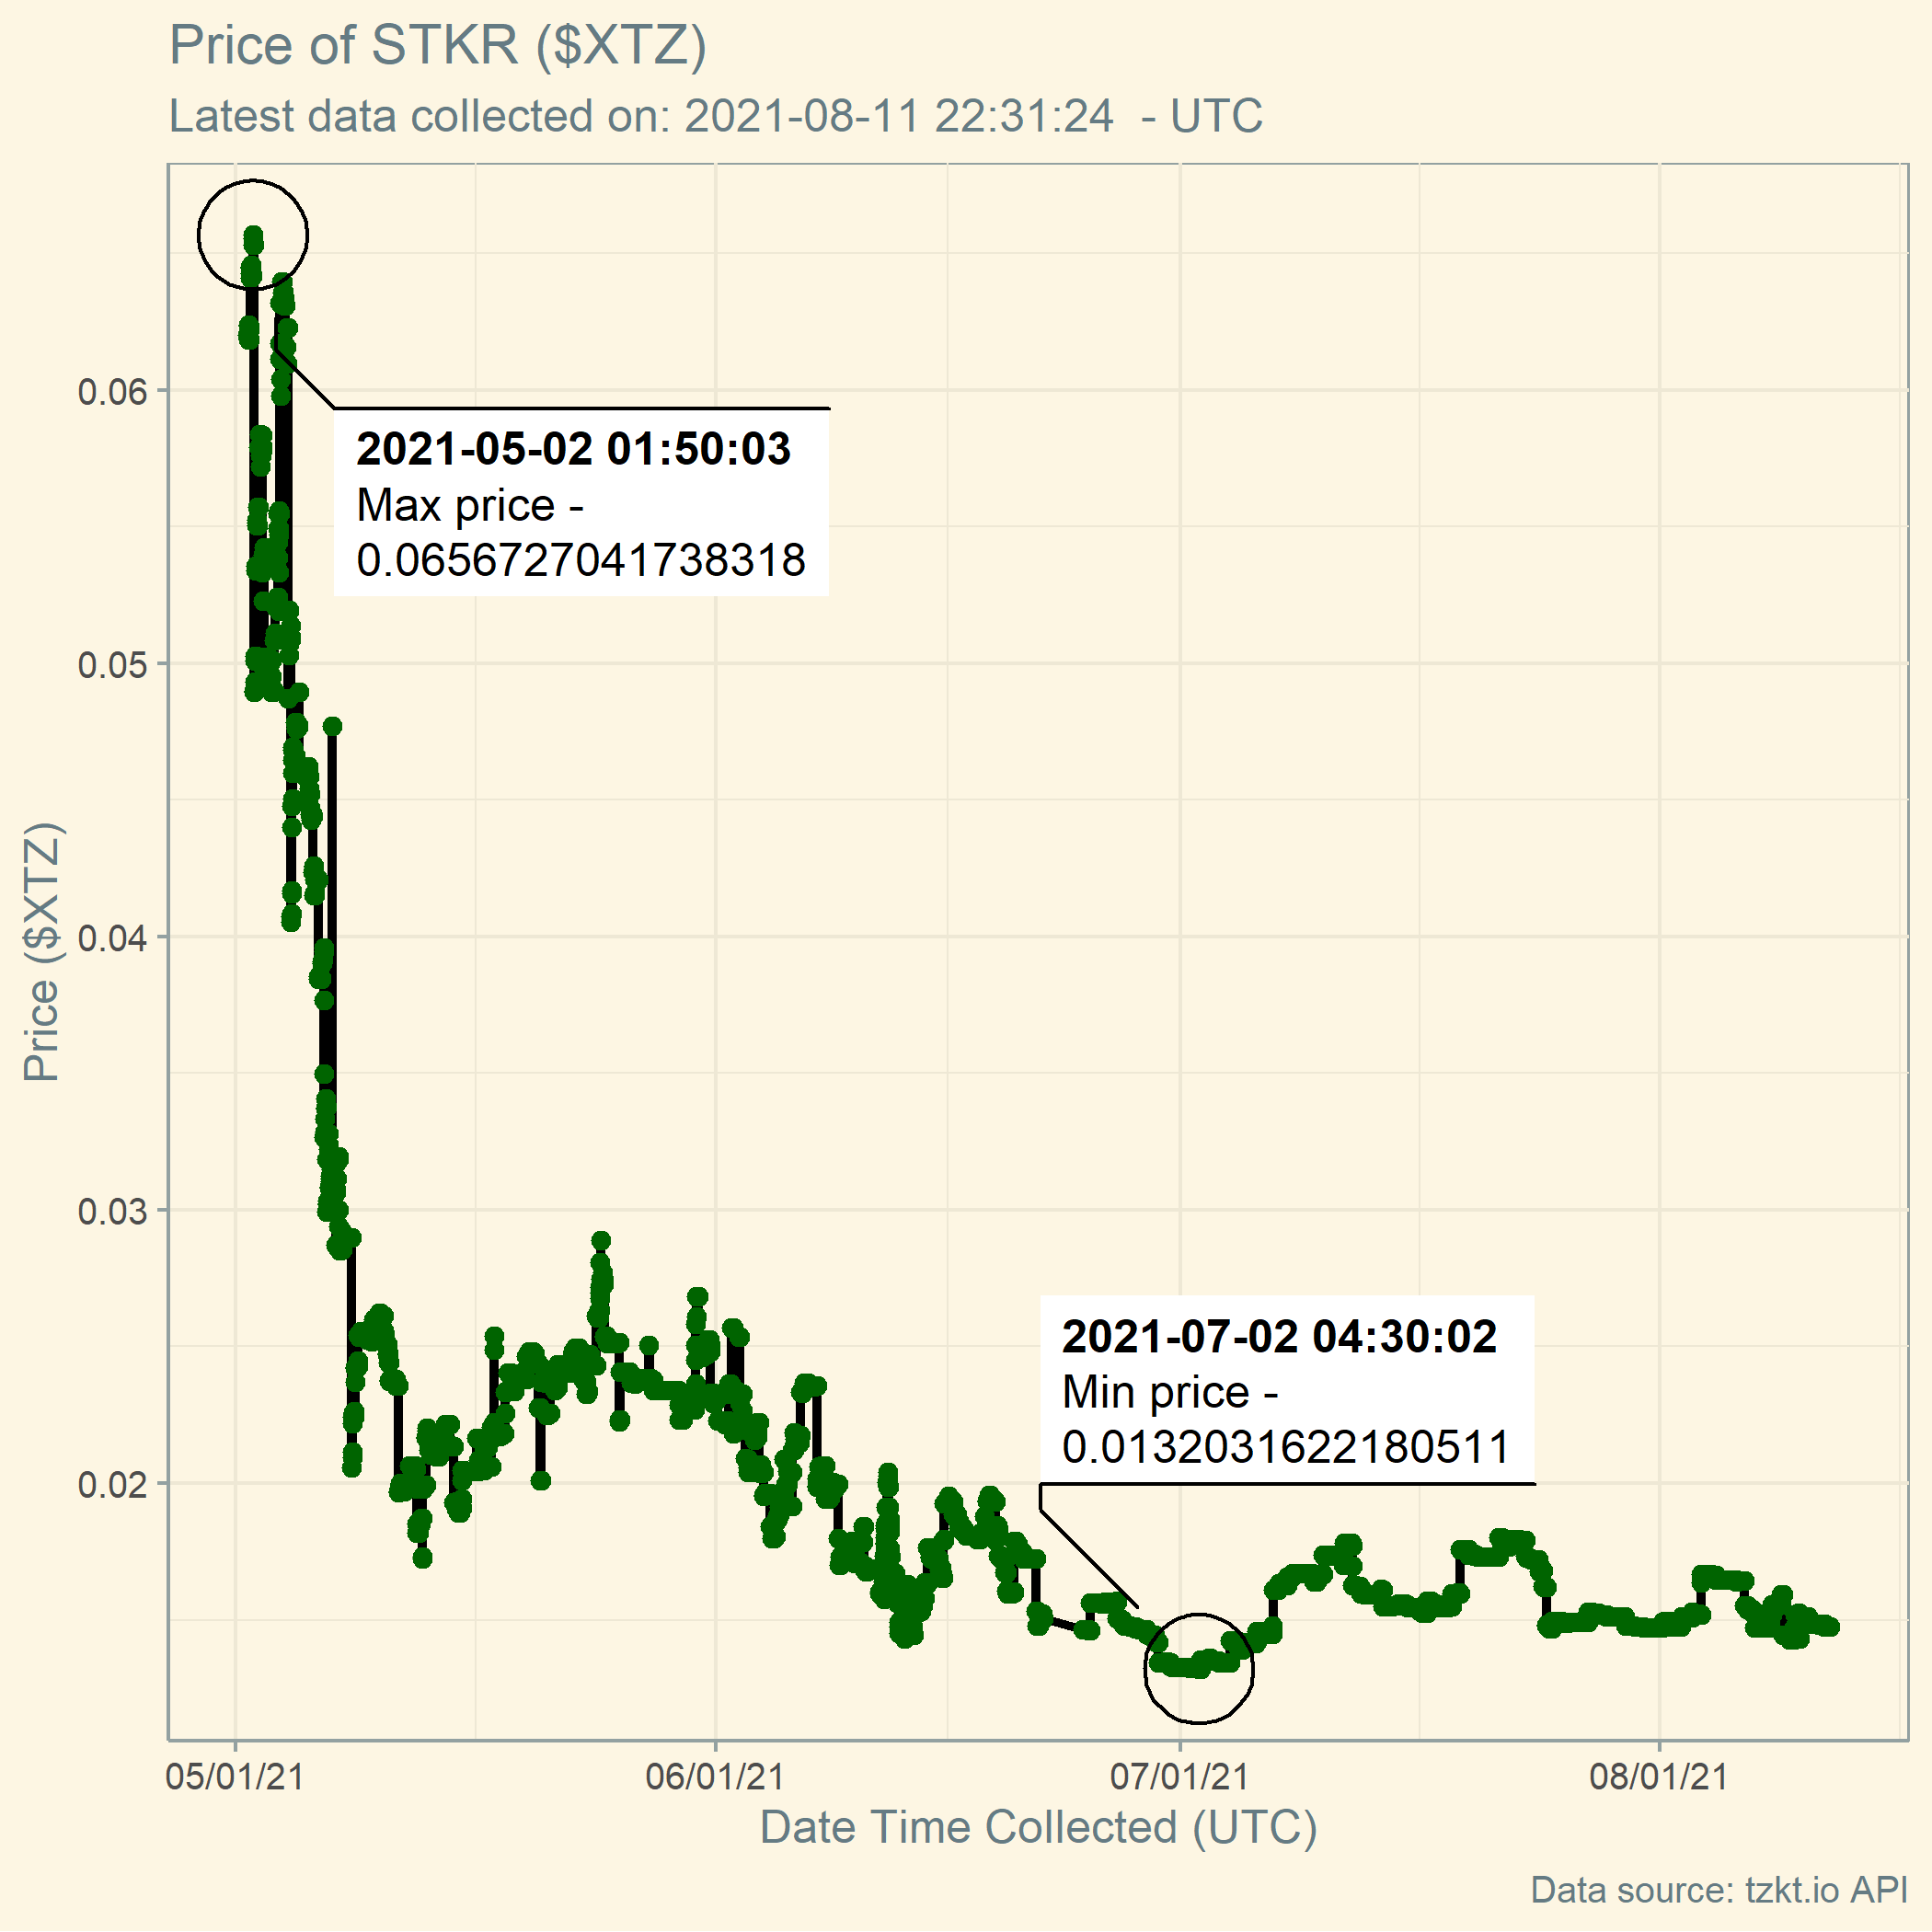 Price of STKR ($XTZ)
Latest data collected on: 2021-08-11 22:31:24  - UTC
Price ($XTZ)
0.06
0.05
0.04
0.03
0.02
2021-05-02 01:50:03
Max price -
0.0656727041738318
2021-07-02 04:30:02
Min price -
0.0132031622180511
05/01/21
06/01/21
07/01/21
08/01/21
Date Time Collected (UTC)
Data source: tzkt.io API